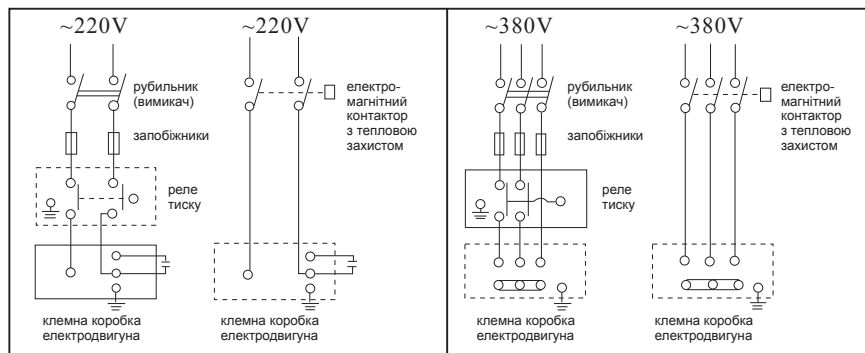 ~220V
~220V
рубильник
(вимикач)
запобіжники
реле
тиску
електро-
магнітний
контактор
з тепловою
захистом
клемна коробка
електродвигуна
клемна коробка
електродвигуна
~380V
~380V
рубильник
(вимикач)
запобіжники
реле
тиску
електро-
магнітний
контактор
з тепловою
захистом
клемна коробка
електродвигуна
клемна коробка
електродвигуна